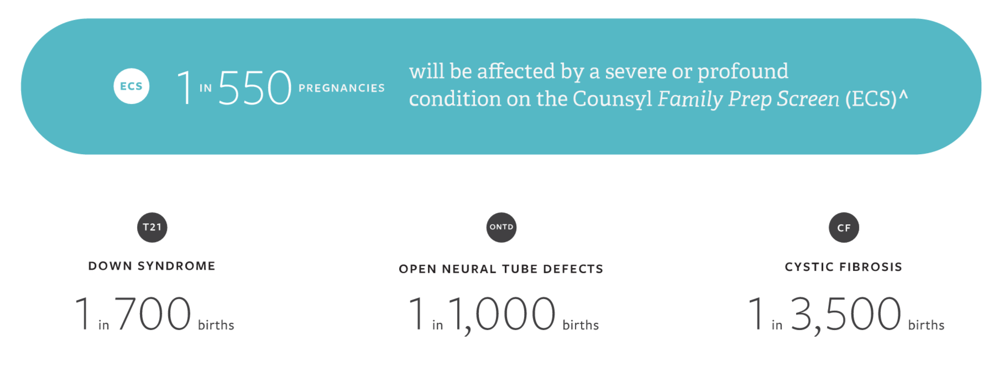 ECS
1 IN 550 PREGNANCIES
will be affected by a severe or profound
condition on the Counsyl Family Prep Screen (ECS)^
T21
DOWN SYNDROME
1 in 700 births
ONTD
OPEN NEURAL TUBE DEFECTS
1 in 1,000 births
CF
CYSTIC FIBROSIS
1 in 3,500 births